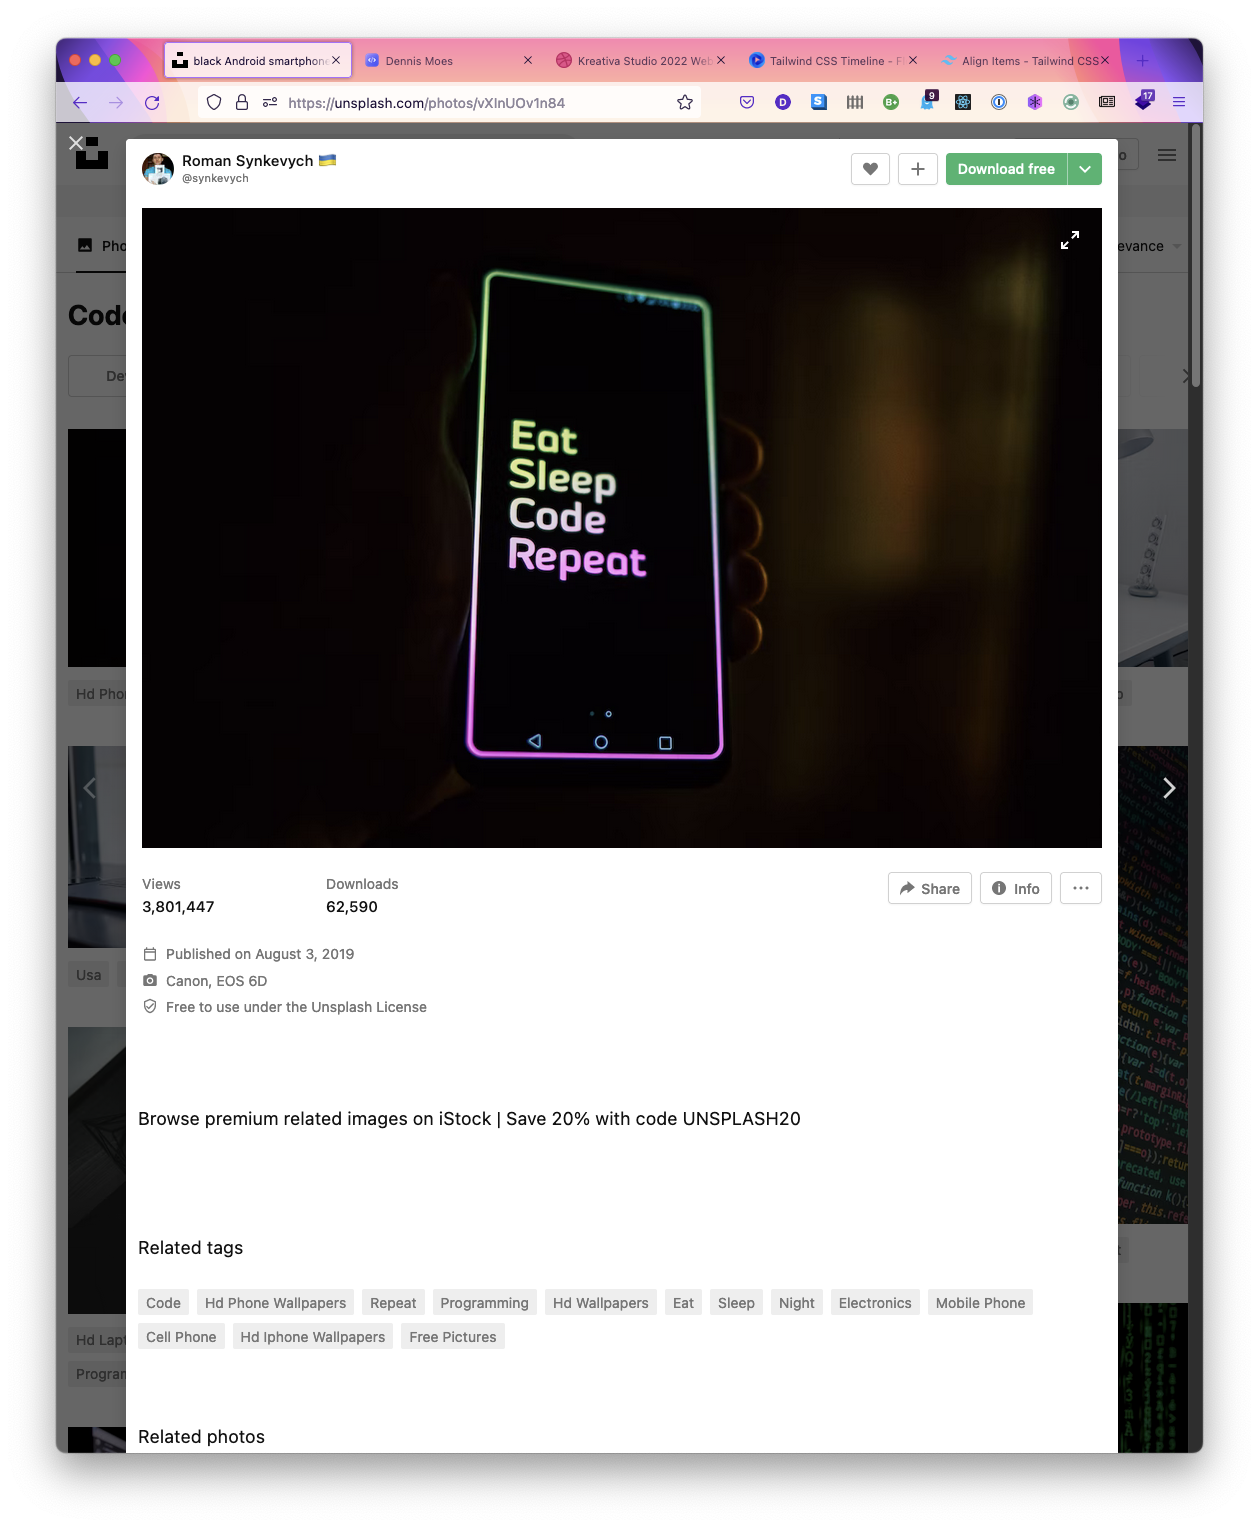 black Android smartphone
Dennis Moes
Kreativa Studio 2022 Web
Tailwind CSS Timeline - F
Align Items - Tailwind CSS
https://unsplash.com/photos/vXInUOv1n84
D
S
B+
9
17
Roman Synkevych
@synkevych
Download free
Eat
Sleep
Code
Repeat
Views
3,801,447
Downloads
62,590
Share
Info
Published on August 3, 2019
Canon, EOS 6D
Free to use under the Unsplash License
Browse premium related images on iStock | Save 20% with code UNSPLASH20
Related tags
Code
Hd Phone Wallpapers
Repeat
Programming
Hd Wallpapers
Eat
Sleep
Night
Electronics
Mobile Phone
Cell Phone
Hd Iphone Wallpapers
Free Pictures
Related photos
Usa